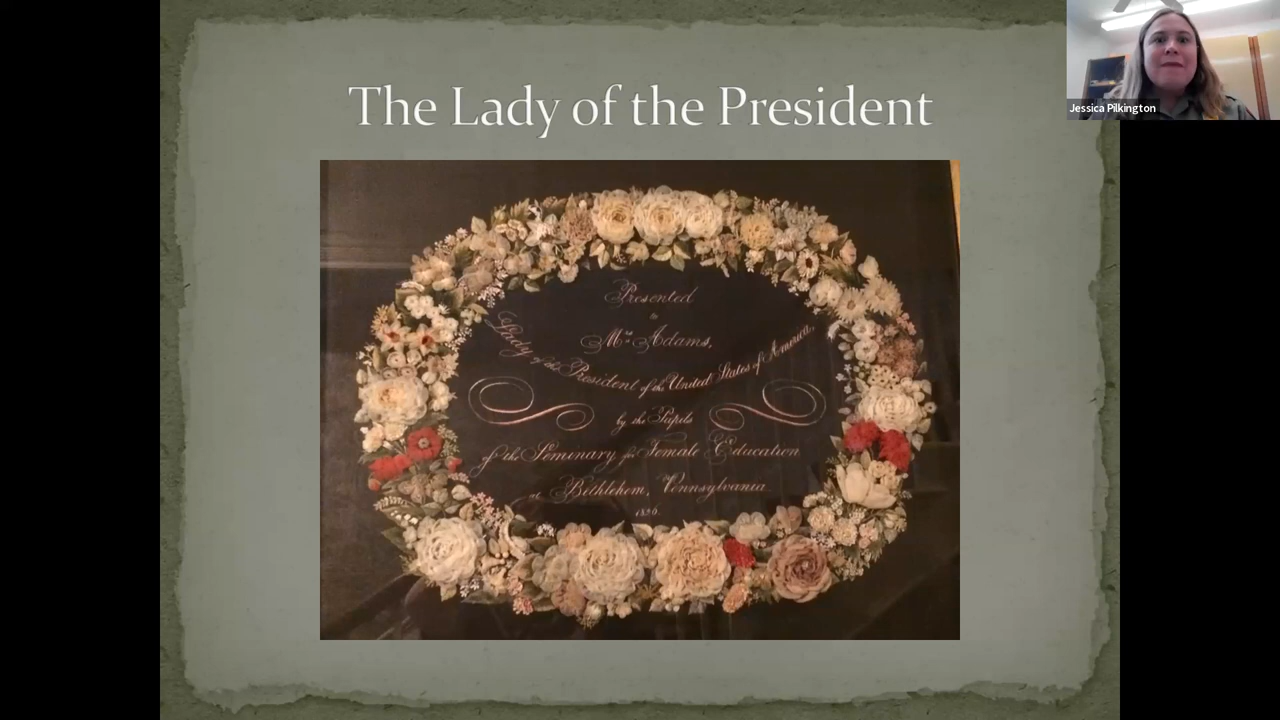 The Lady of the President
Jessica Pilkington
Presented
to
Mrs Adams,
Lady of the President of the United States of America,
by the Pupils
of the Seminary for Female Education
at Bethlehem, Pennsylvania
1826.